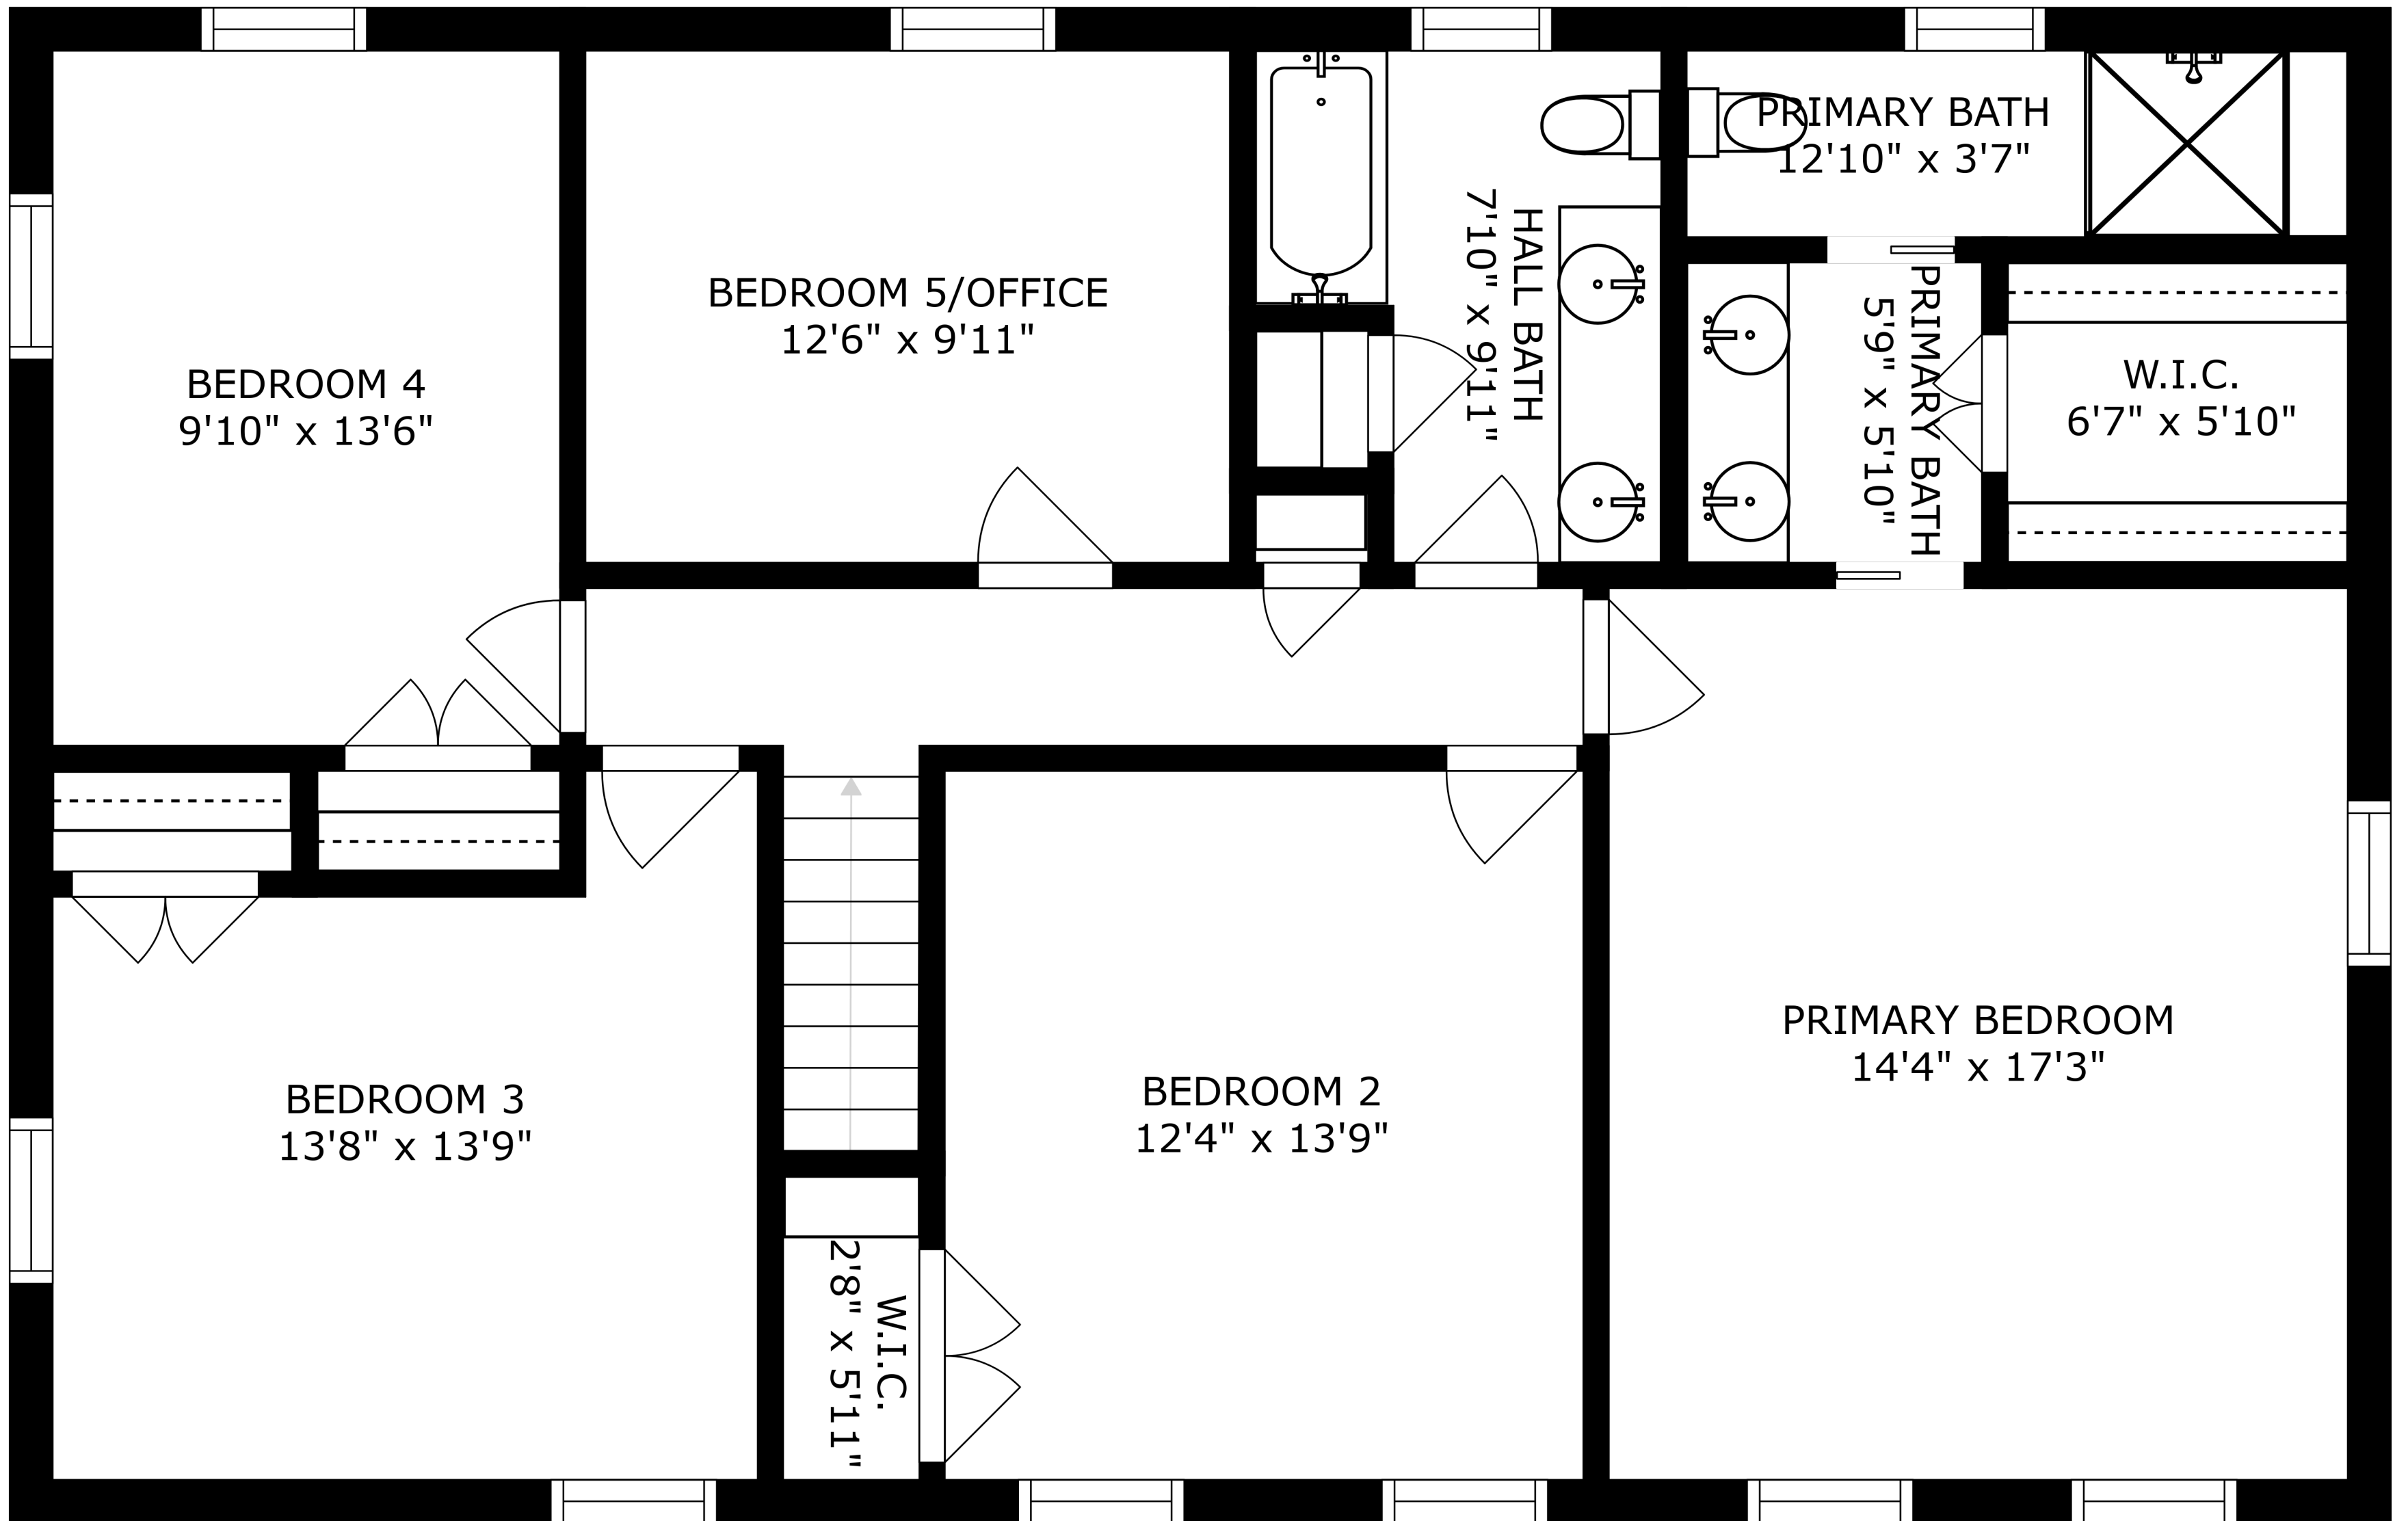 PRIMARY BATH
12'10" x 3'7"
HALL BATH
7'10" x 9'11"
PRIMARY BATH
5'9" x 5'10"
BEDROOM 5/OFFICE
12'6" x 9'11"
W.I.C.
6'7" x 5'10"
BEDROOM 4
9'10" x 13'6"
PRIMARY BEDROOM
14'4" x 17'3"
BEDROOM 3
13'8" x 13'9"
BEDROOM 2
12'4" x 13'9"
W.I.C.
2'8" x 5'11"